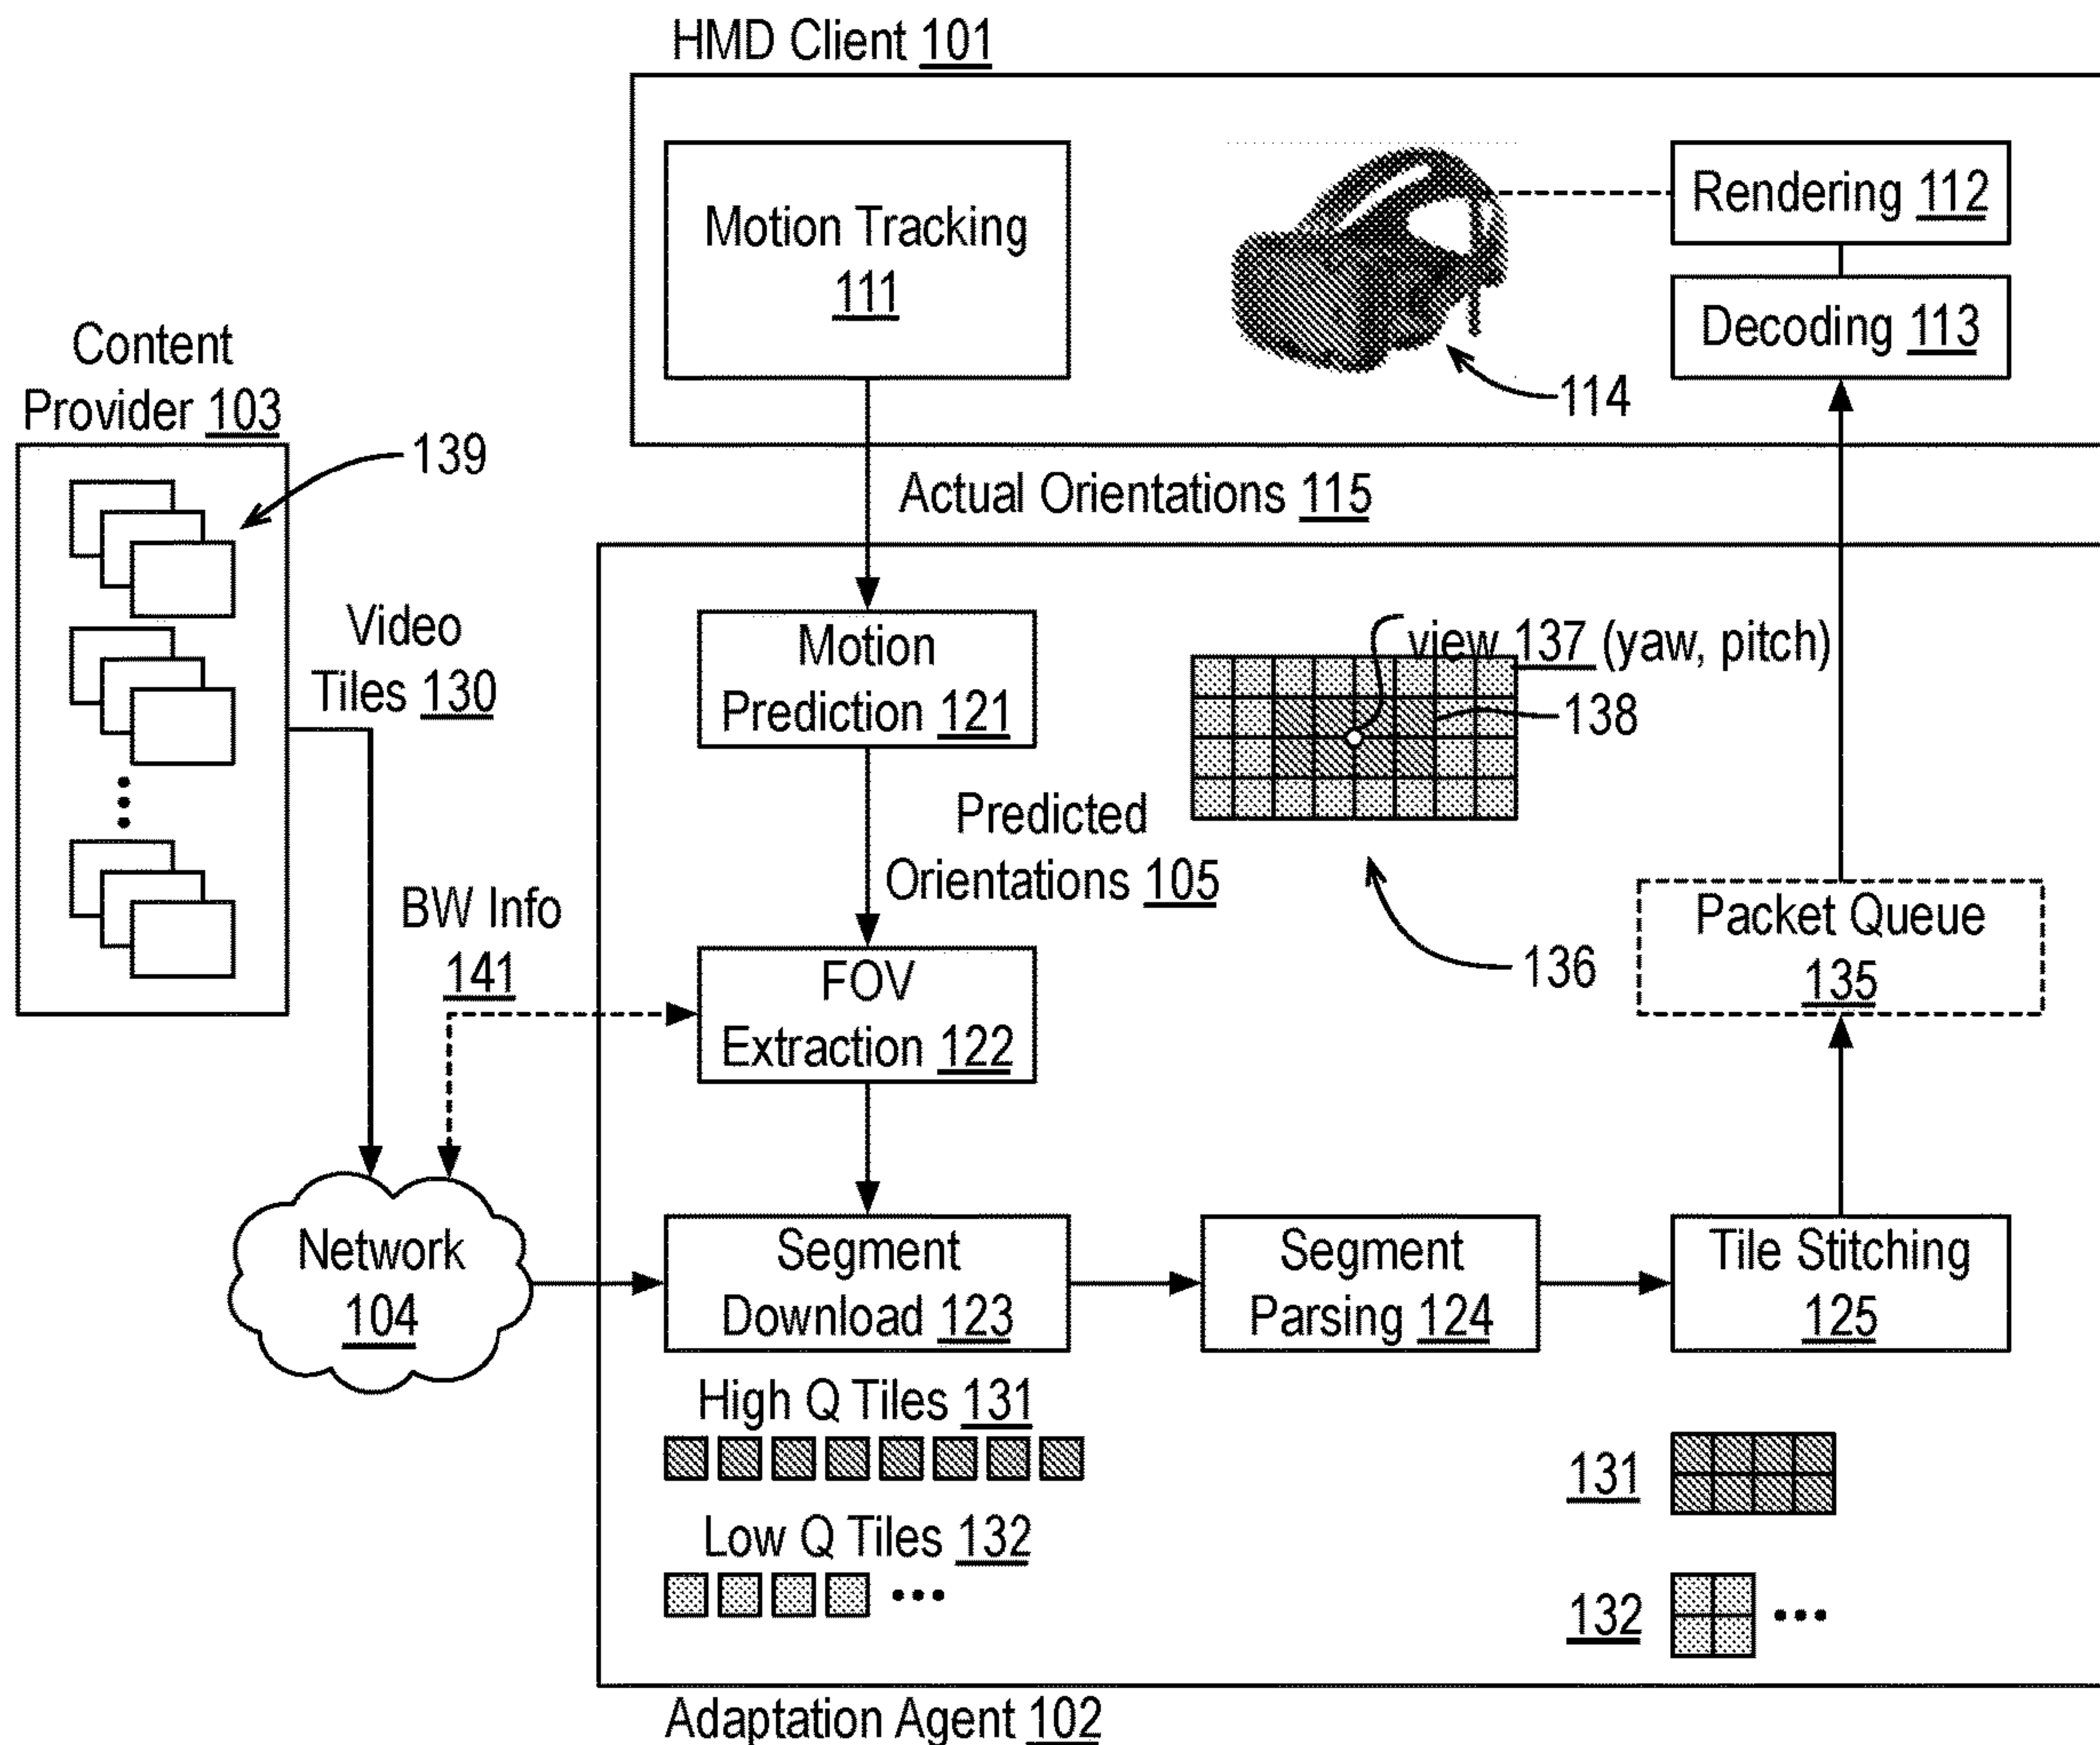 HMD Client 101
Motion Tracking
111
Rendering 112
Decoding 113
114
Content
Provider 103
139
Actual Orientations 115
Video
Tiles 130
Motion
Prediction 121
view 137 (yaw, pitch)
138
Predicted
Orientations 105
136
BW Info
141
FOV
Extraction 122
Packet Queue
135
Network
104
Segment
Download 123
Segment
Parsing 124
Tile Stitching
125
High Q Tiles 131
131
Low Q Tiles 132
132
Adaptation Agent 102